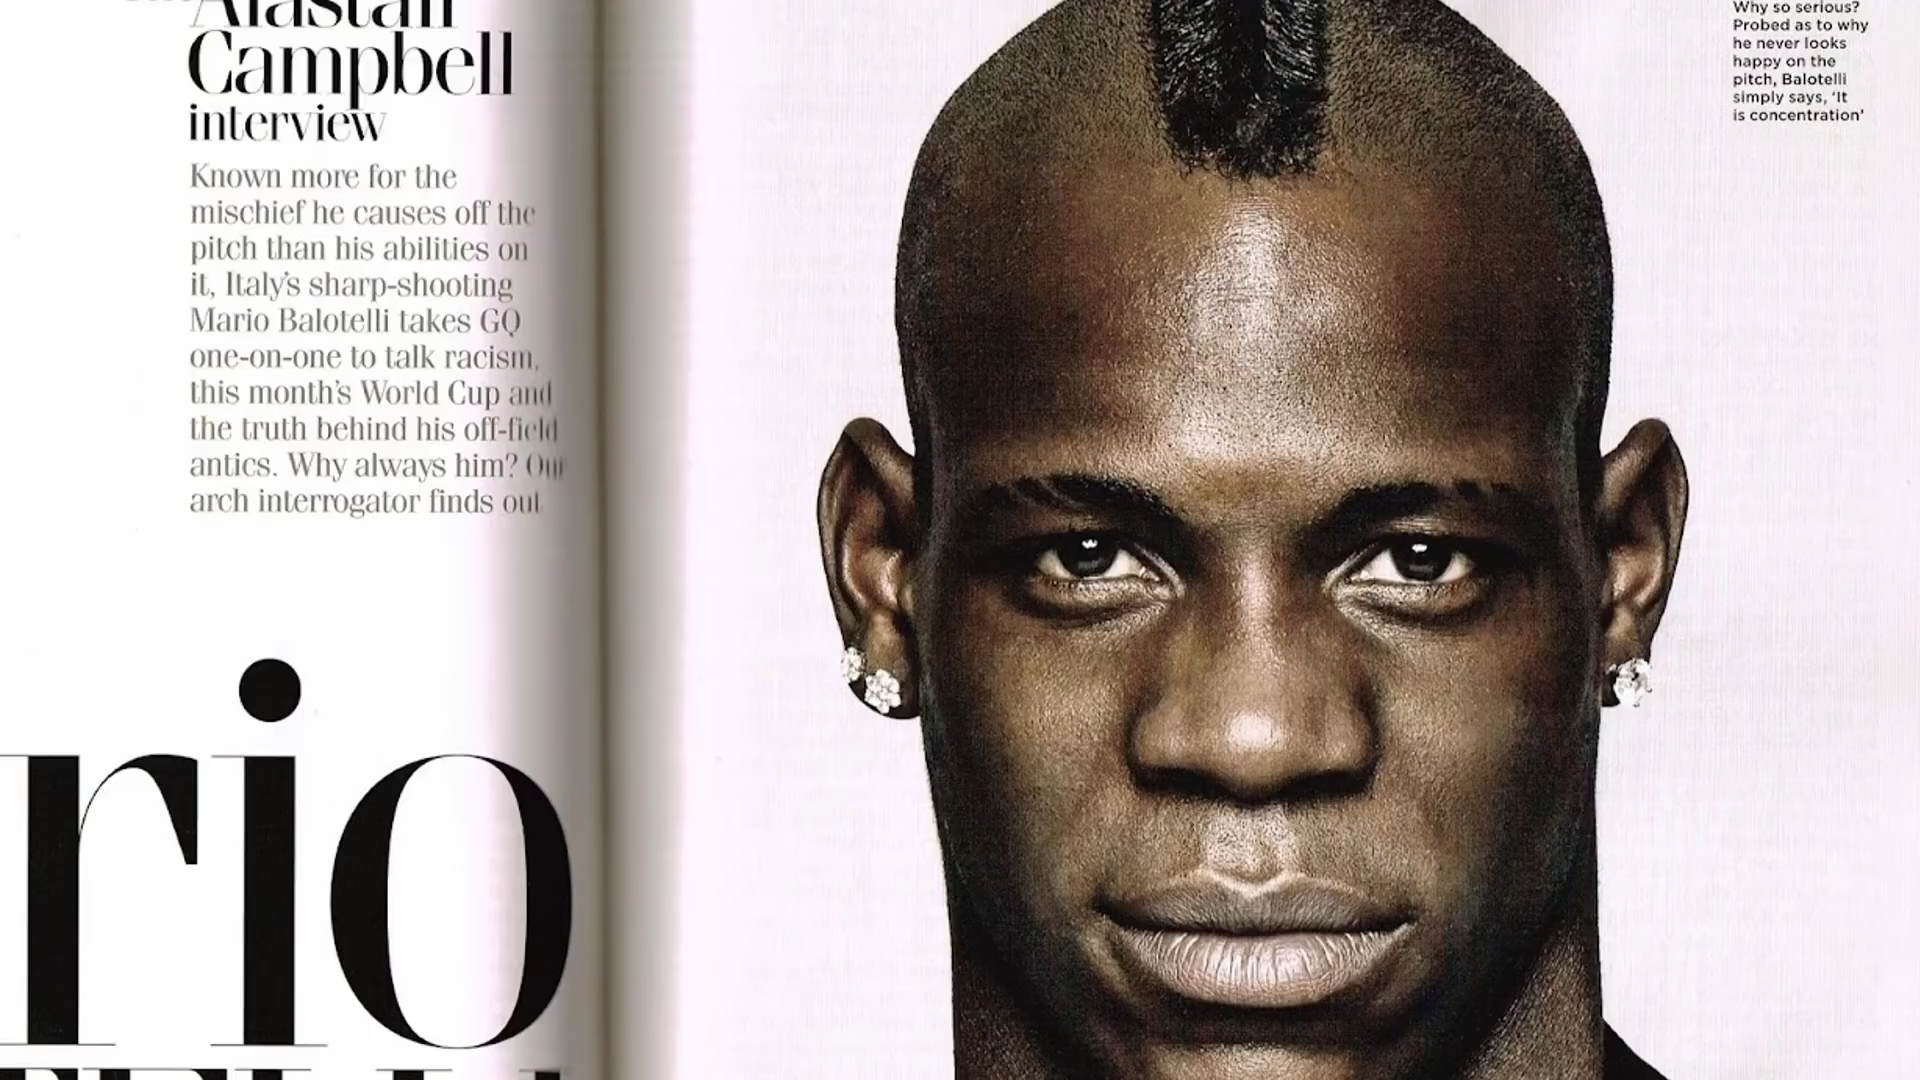 Alastair
Campbell
interview
Known more for the
mischief he causes off the
pitch than his abilities on
it, Italy's sharp-shooting
Mario Balotelli takes GQ
one-on-one to talk racism,
this month's World Cup and
the truth behind his off-field
antics. Why always him? Our
arch interrogator finds out
rio
Why so serious?
Probed as to why
he never looks
happy on the
pitch, Balotelli
simply says, ‘It
is concentration’